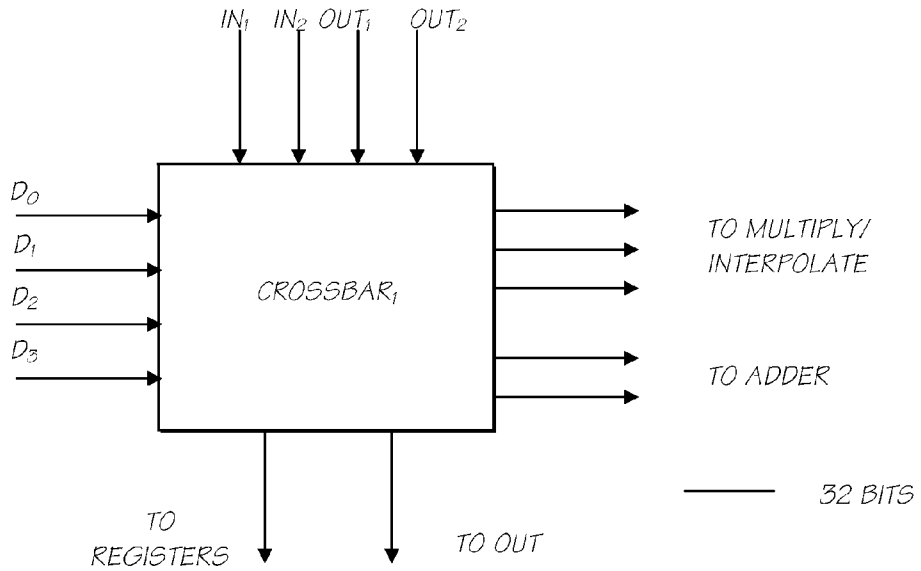 IN₁ IN₂ OUT₁ OUT₂
D₀
D₁
D₂
D₃
CROSSBAR₁
TO MULTIPLY/
INTERPOLATE
TO ADDER
32 BITS
TO
REGISTERS
TO OUT